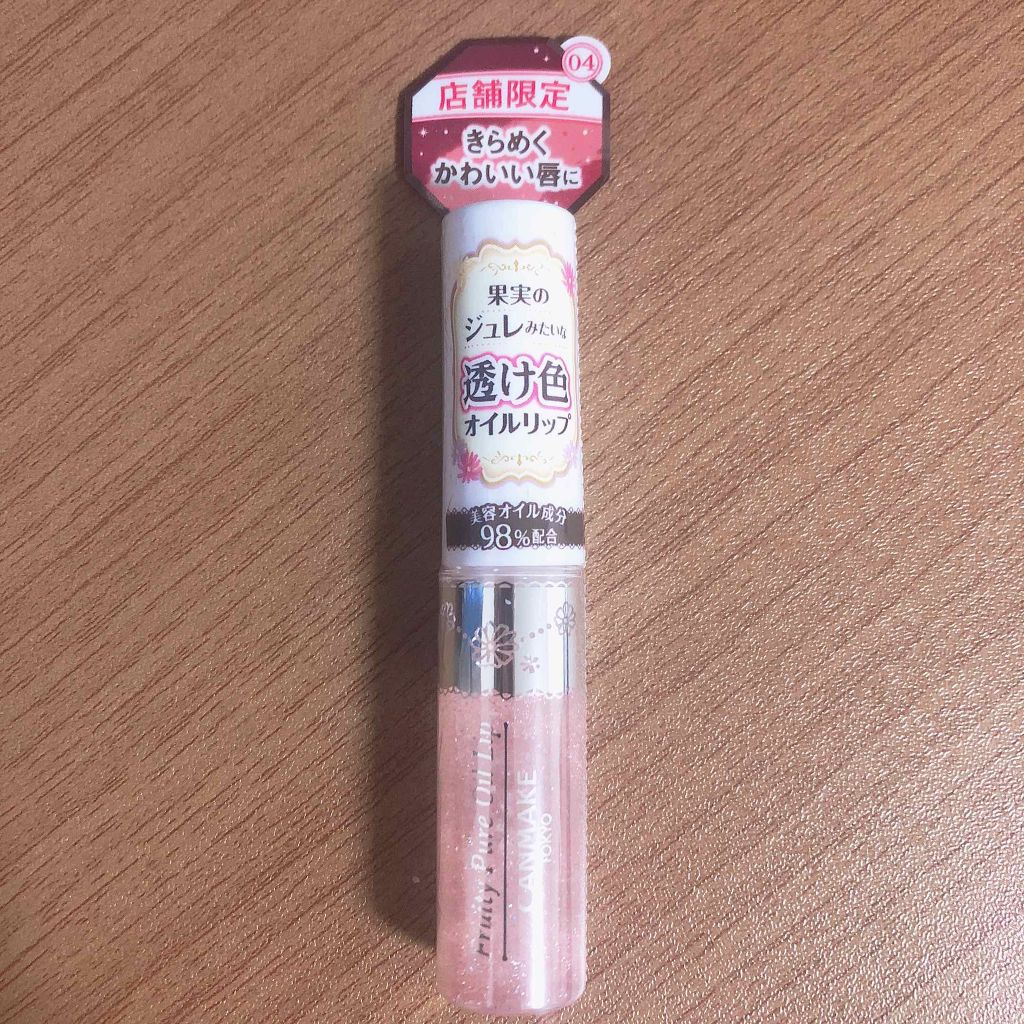 04
店舗限定
きらめく
かわいい唇に
果実の
ジュレみたいな
透け色
オイルリップ
美容オイル成分
98%配合
Fruity Pure Oil Lip
CANMAKE
TOKYO